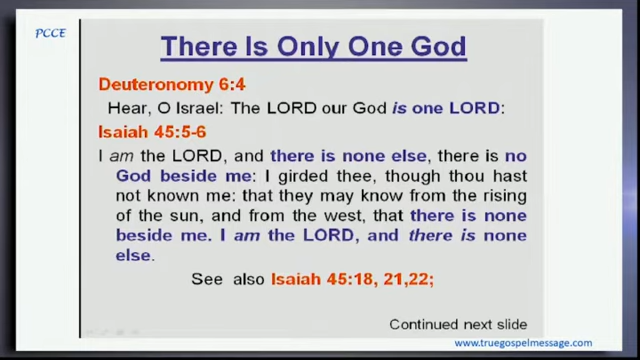 PCCE
There Is Only One God
Deuteronomy 6:4
Hear, O Israel: The LORD our God is one LORD:
Isaiah 45:5-6
I am the LORD, and there is none else, there is no
God beside me: I girded thee, though thou hast
not known me: that they may know from the rising
of the sun, and from the west, that there is none
beside me. I am the LORD, and there is none
else.
See also Isaiah 45:18, 21,22;
Continued next slide
www.truegospelmessage.com